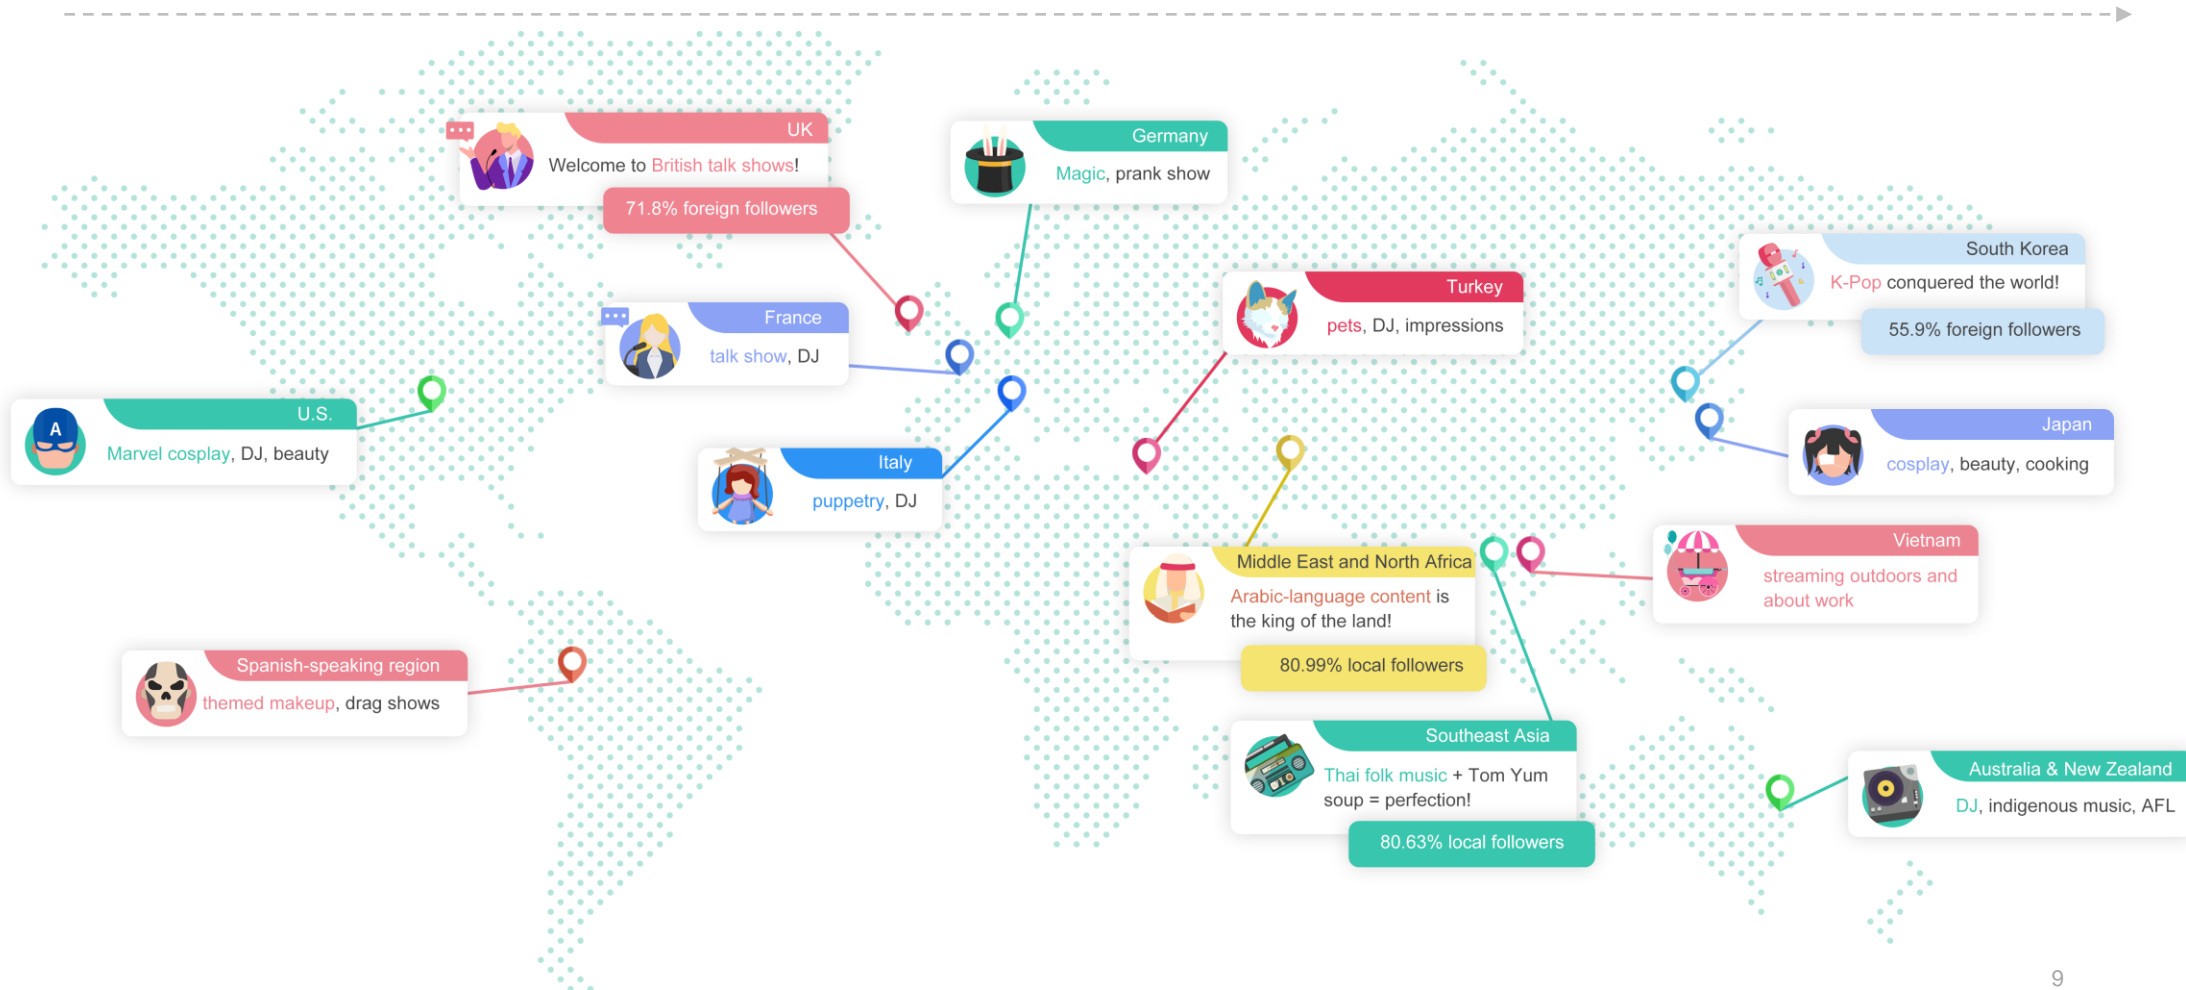 UK
Welcome to British talk shows!
71.8% foreign followers
Germany
Magic, prank show
South Korea
K-Pop conquered the world!
55.9% foreign followers
Turkey
pets, DJ, impressions
France
talk show, DJ
U.S.
A
Marvel cosplay, DJ, beauty
Japan
cosplay, beauty, cooking
Italy
puppetry, DJ
Vietnam
streaming outdoors and
about work
Middle East and North Africa
Arabic-language content is
the king of the land!
80.99% local followers
Spanish-speaking region
themed makeup, drag shows
Southeast Asia
Thai folk music + Tom Yum
soup = perfection!
80.63% local followers
Australia & New Zealand
DJ, indigenous music, AFL
9